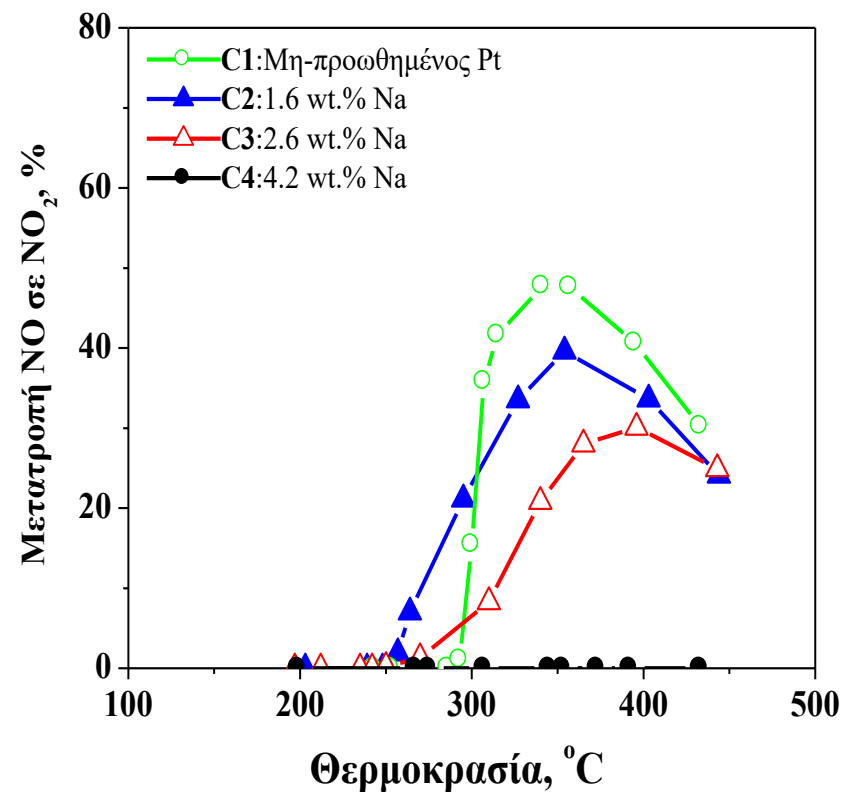 80
60
40
20
0
Μετατροπή NO σε NO₂, %
C1:Μη-προωθημένος Pt
C2:1.6 wt.% Na
C3:2.6 wt.% Na
C4:4.2 wt.% Na
100 200 300 400 500
Θερμοκρασία, °C